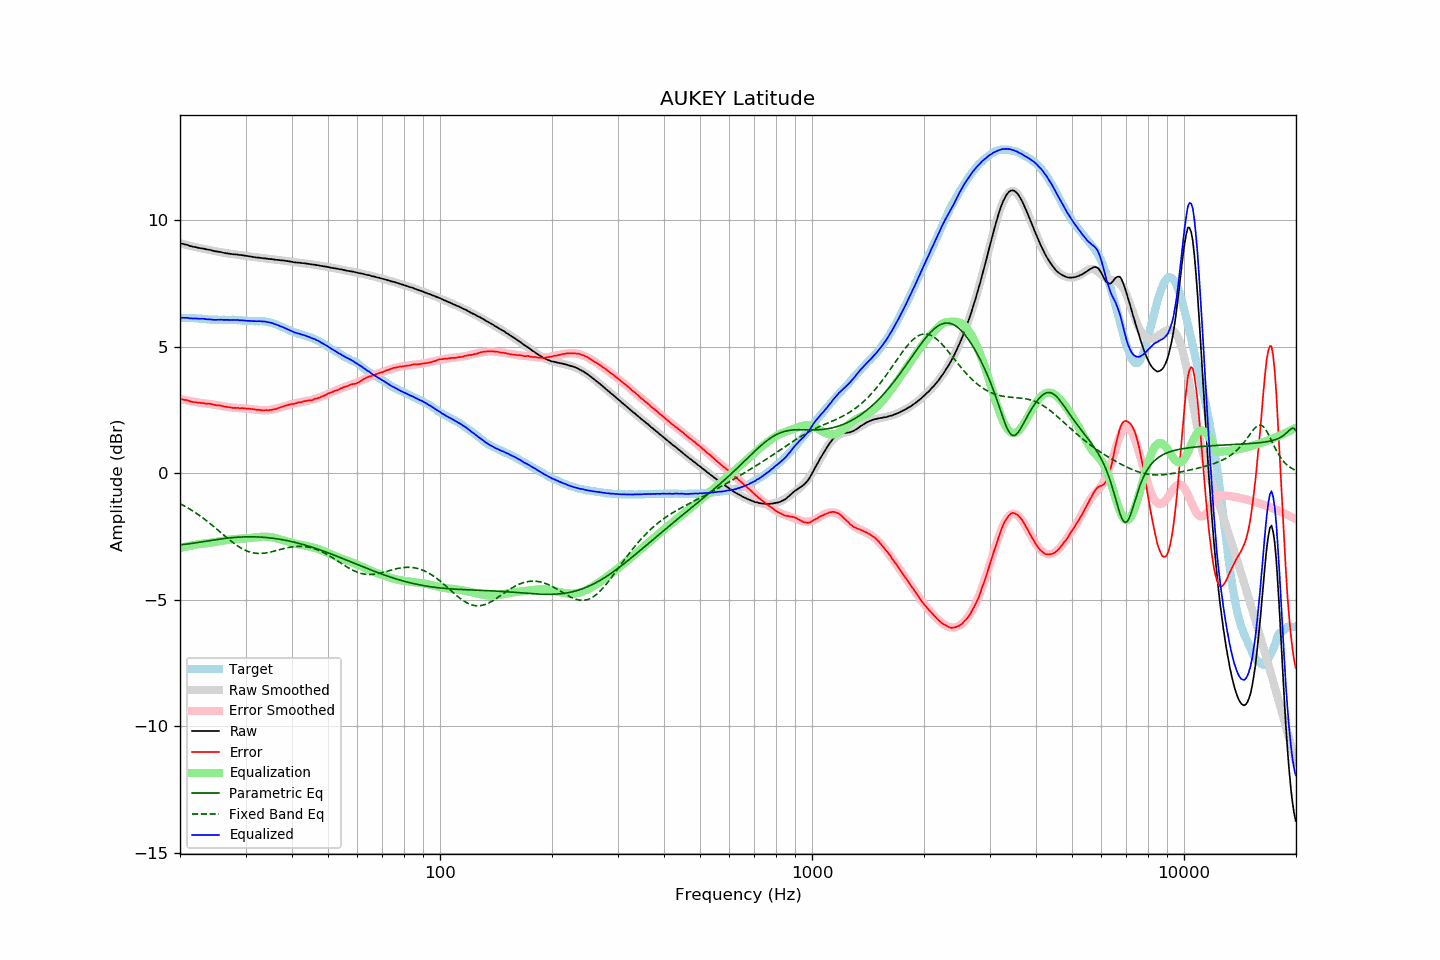 AUKEY Latitude
Amplitude (dBr)
10
5
0
−5
−10
−15
Target
Raw Smoothed
Error Smoothed
Raw
Error
Equalization
Parametric Eq
Fixed Band Eq
Equalized
100
1000
10000
Frequency (Hz)